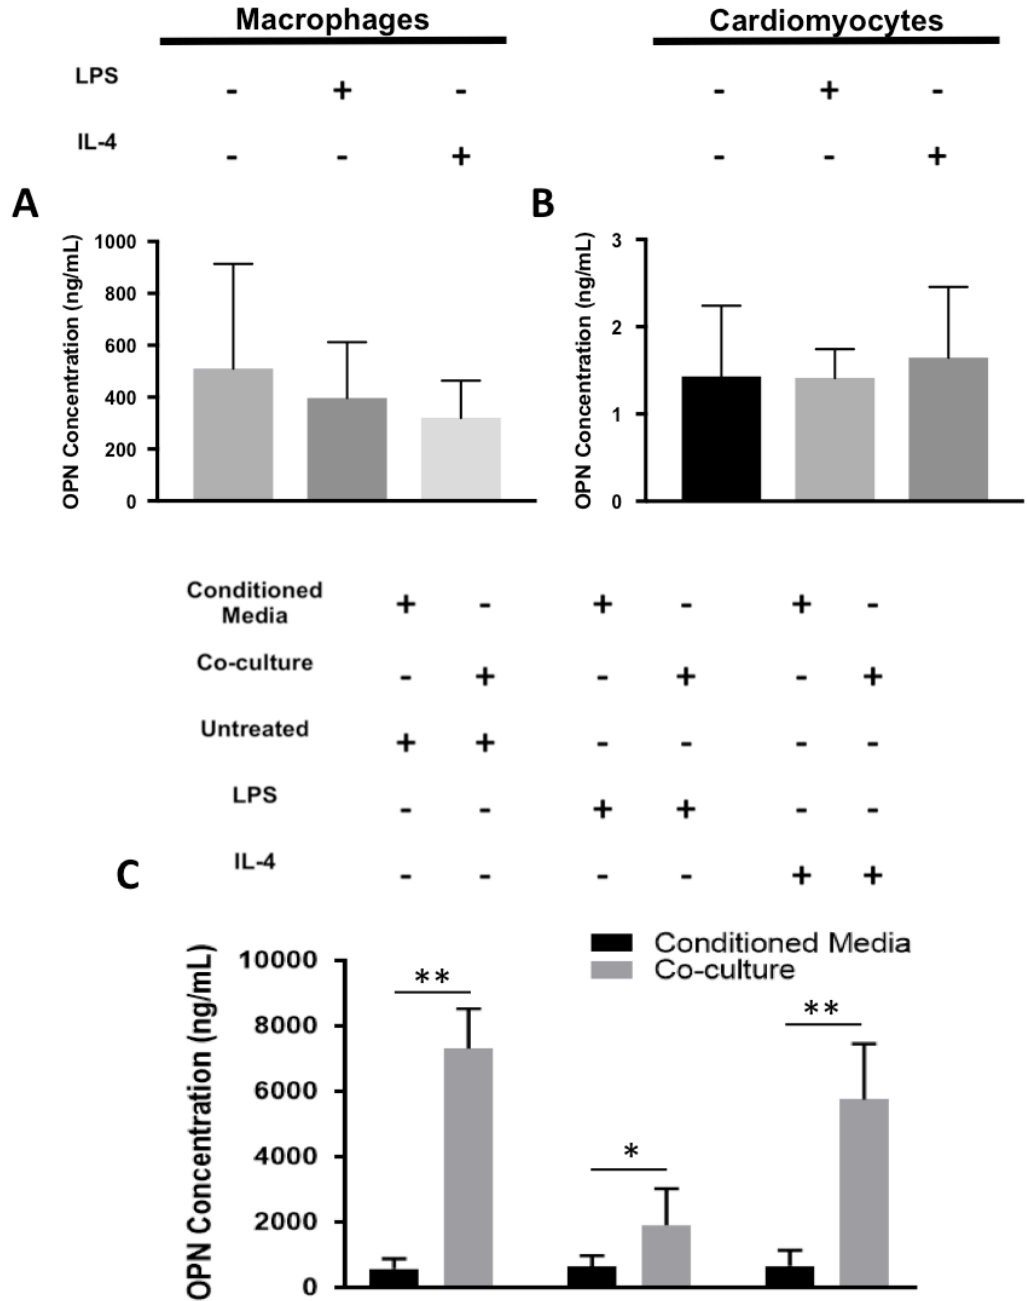 Macrophages
Cardiomyocytes
LPS - + - - + -
IL-4 - - + - - +
A
B
OPN Concentration (ng/mL)
1000
800
600
400
200
0
OPN Concentration (ng/mL)
3
2
1
0
Conditioned
Media + - + - + -
Co-culture - + - + - +
Untreated + + - - - -
LPS - - + + - -
IL-4 - - - - + +
C
Conditioned Media
Co-culture
OPN Concentration (ng/mL)
10000
8000
6000
4000
2000
0
**
*
**